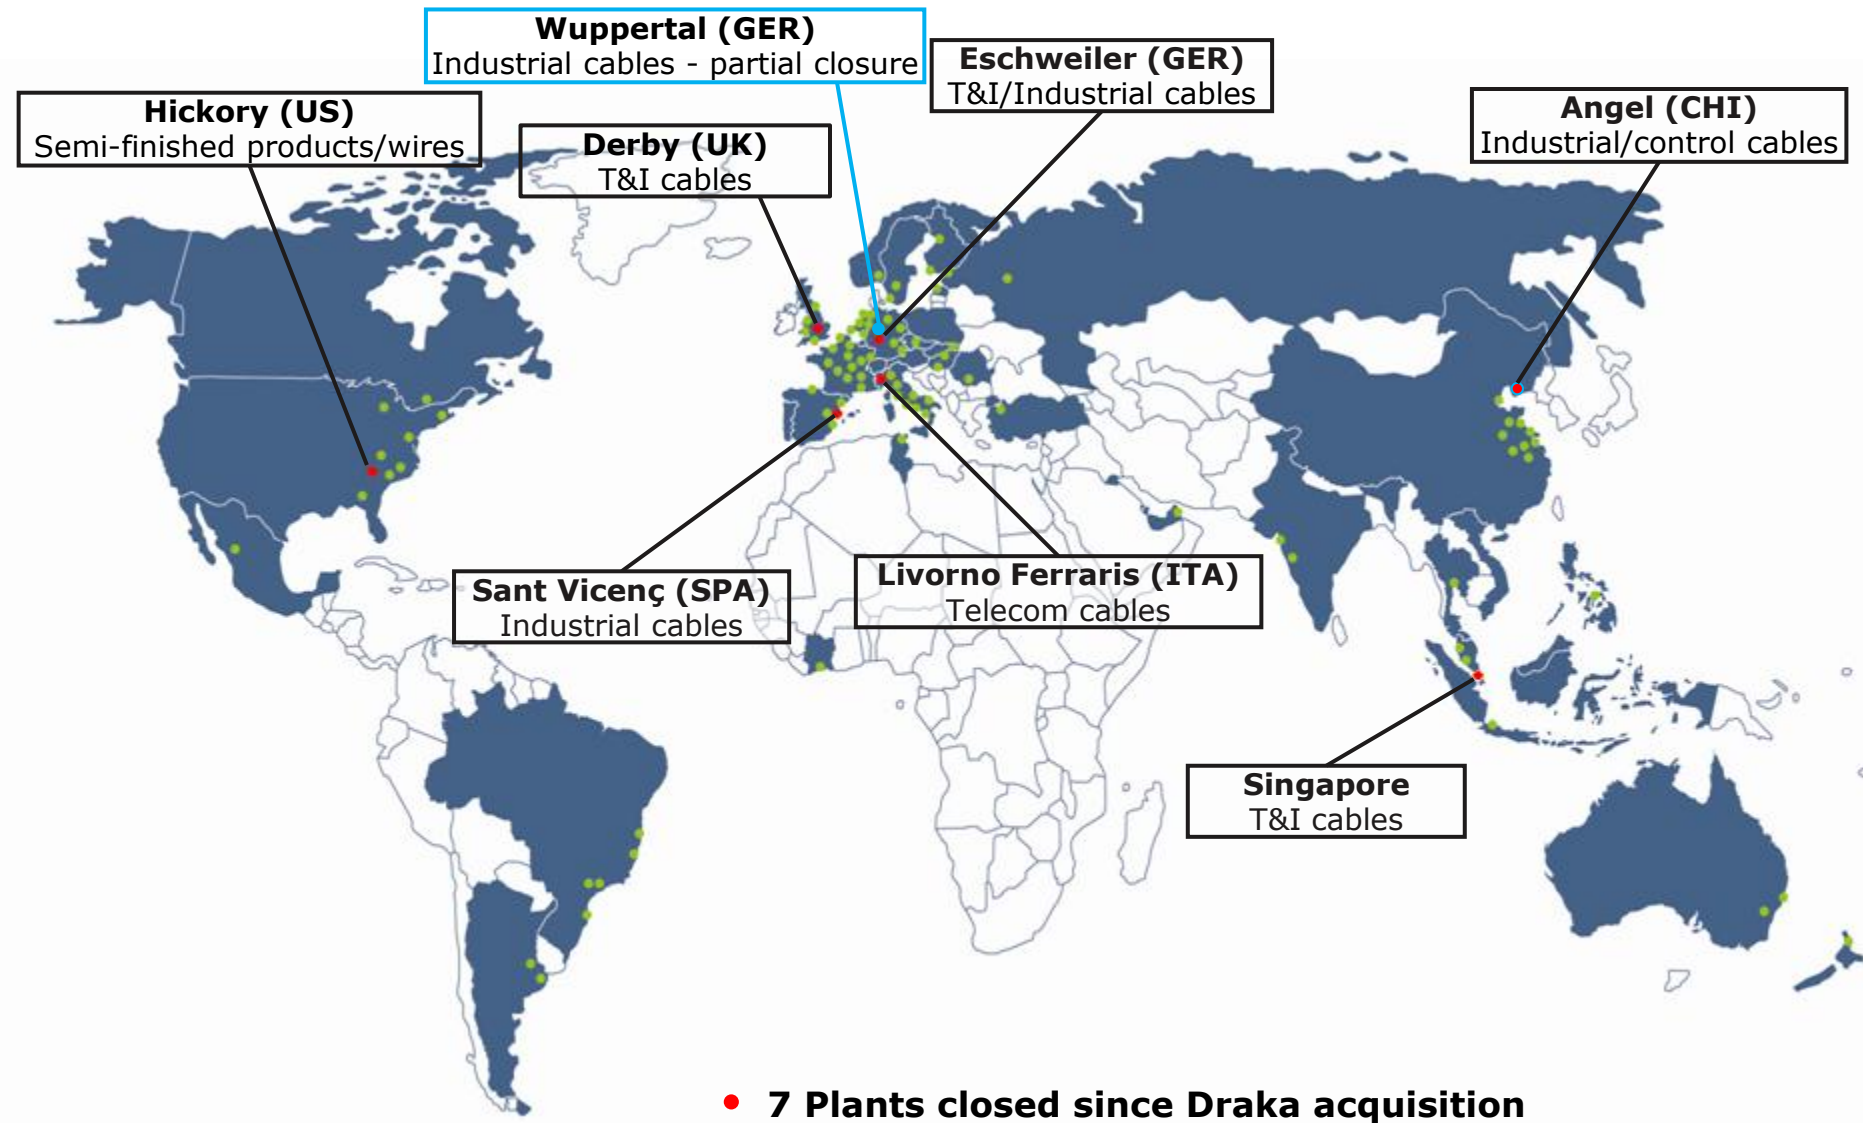 Wuppertal (GER)
Industrial cables - partial closure
Eschweiler (GER)
T&I/Industrial cables
Hickory (US)
Semi-finished products/wires
Derby (UK)
T&I cables
Angel (CHI)
Industrial/control cables
Sant Vicenç (SPA)
Industrial cables
Livorno Ferraris (ITA)
Telecom cables
Singapore
T&I cables
7 Plants closed since Draka acquisition